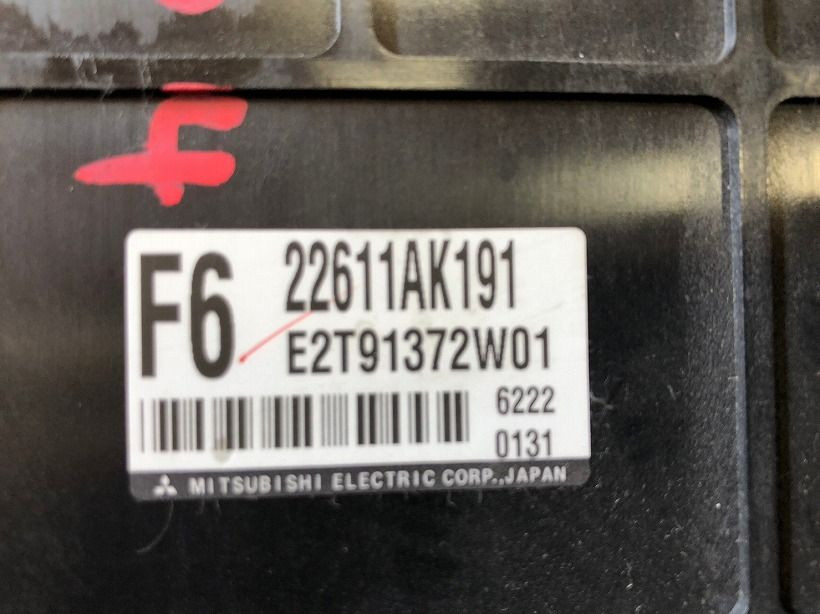 F6 22611AK191
E2T91372W01
6222
0131
MITSUBISHI ELECTRIC CORP.,JAPAN